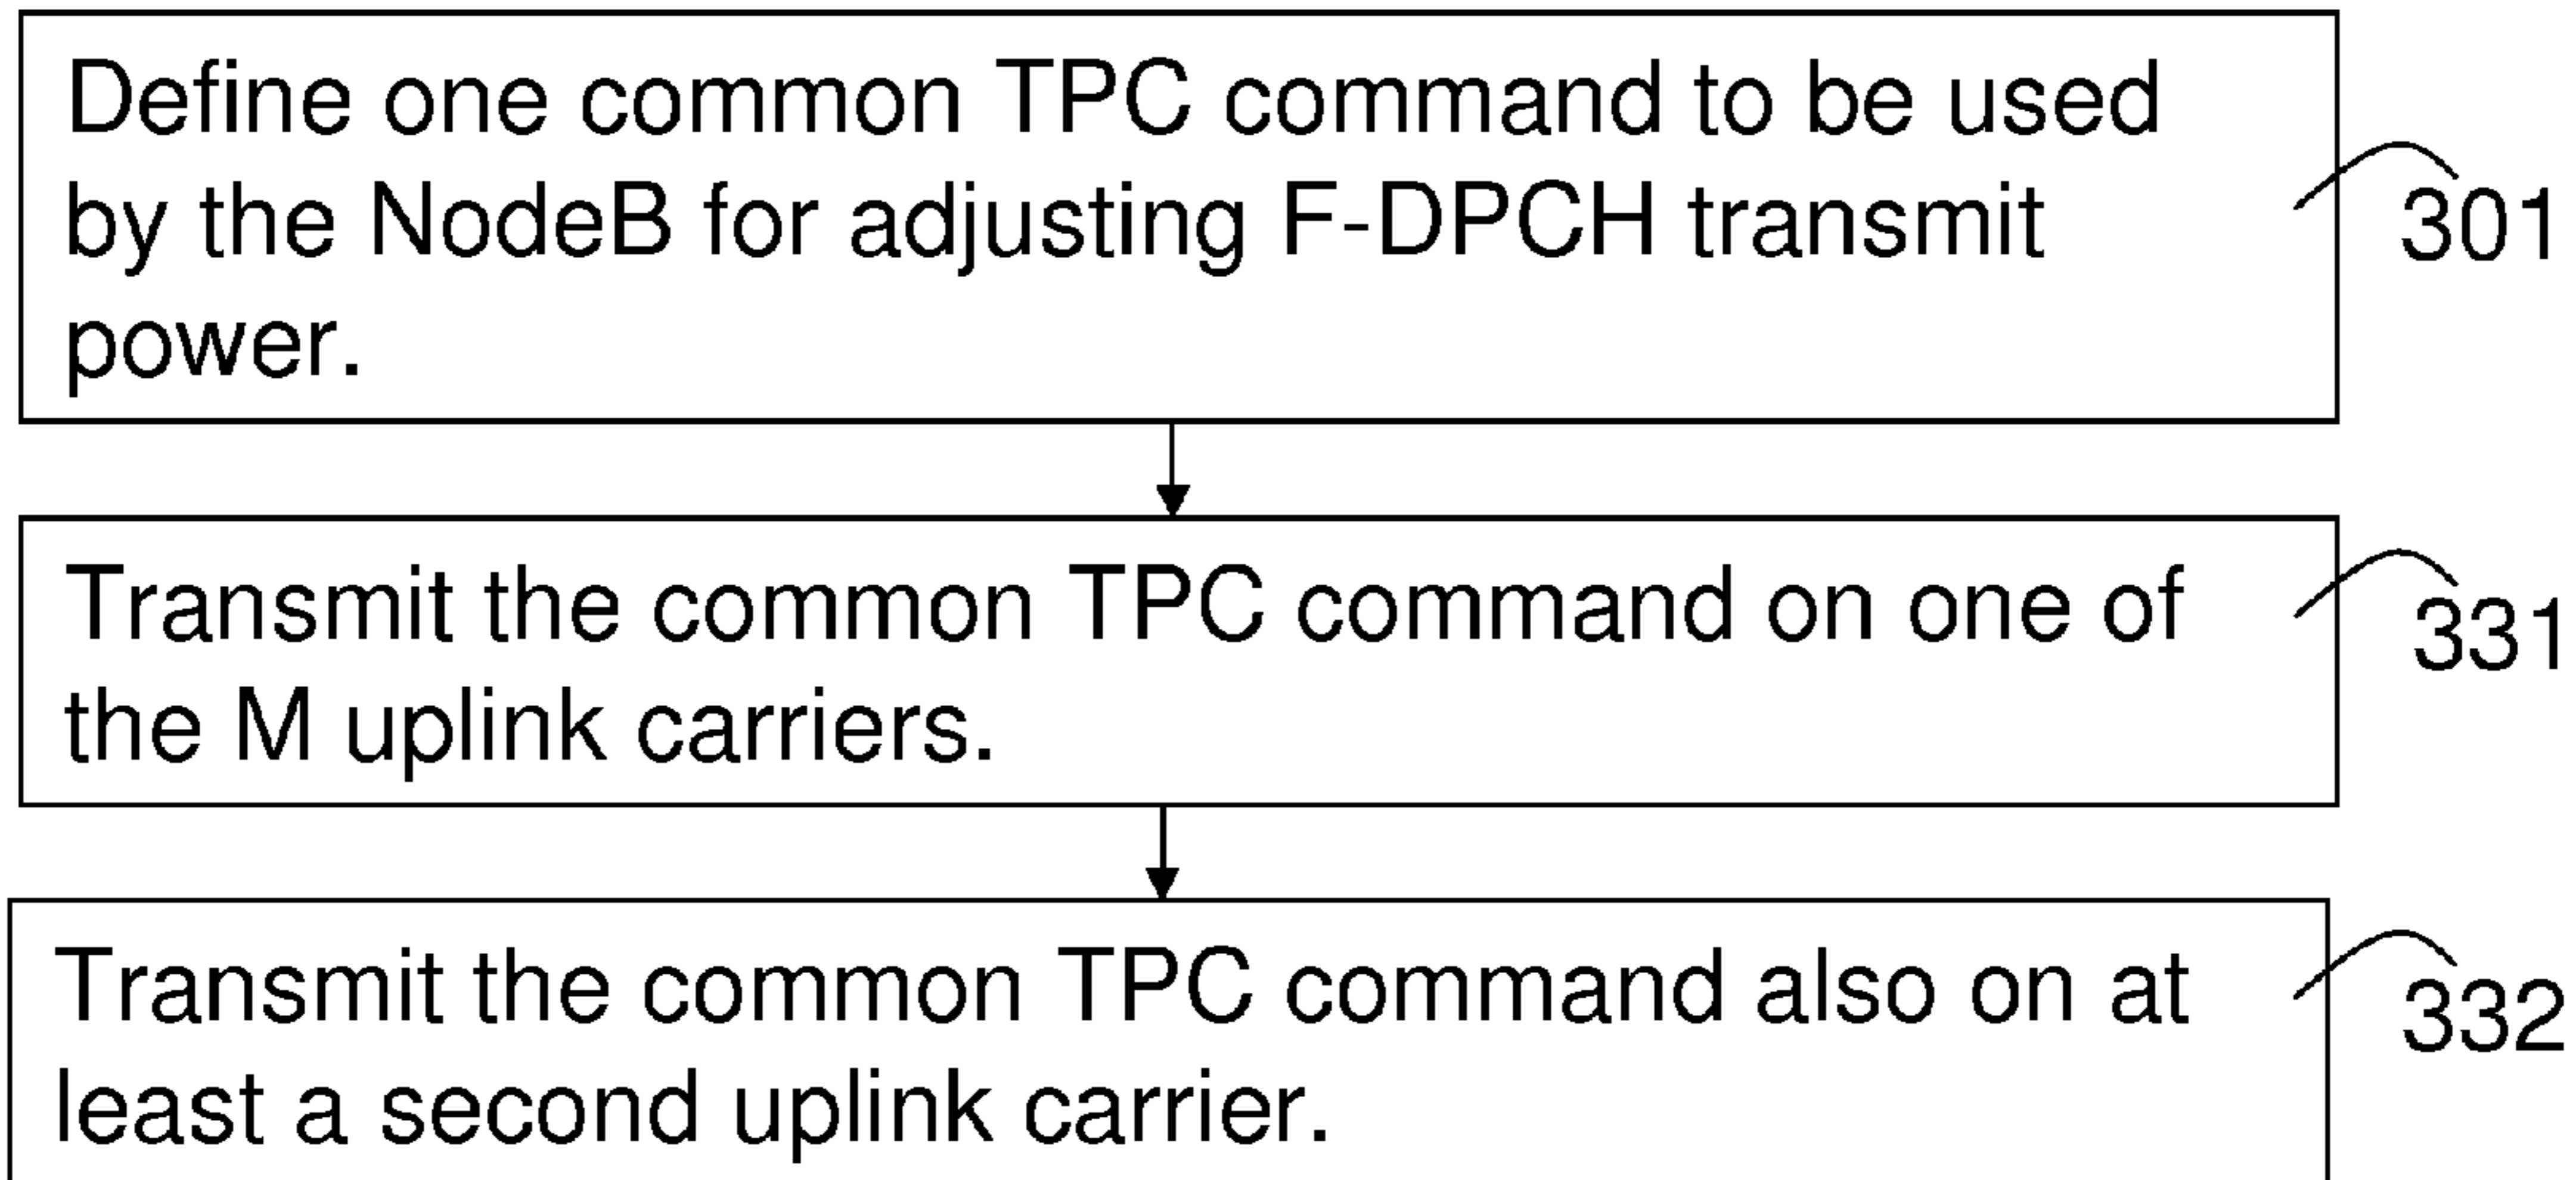 Define one common TPC command to be used
by the NodeB for adjusting F-DPCH transmit
power.
301
Transmit the common TPC command on one of
the M uplink carriers.
331
Transmit the common TPC command also on at
least a second uplink carrier.
332